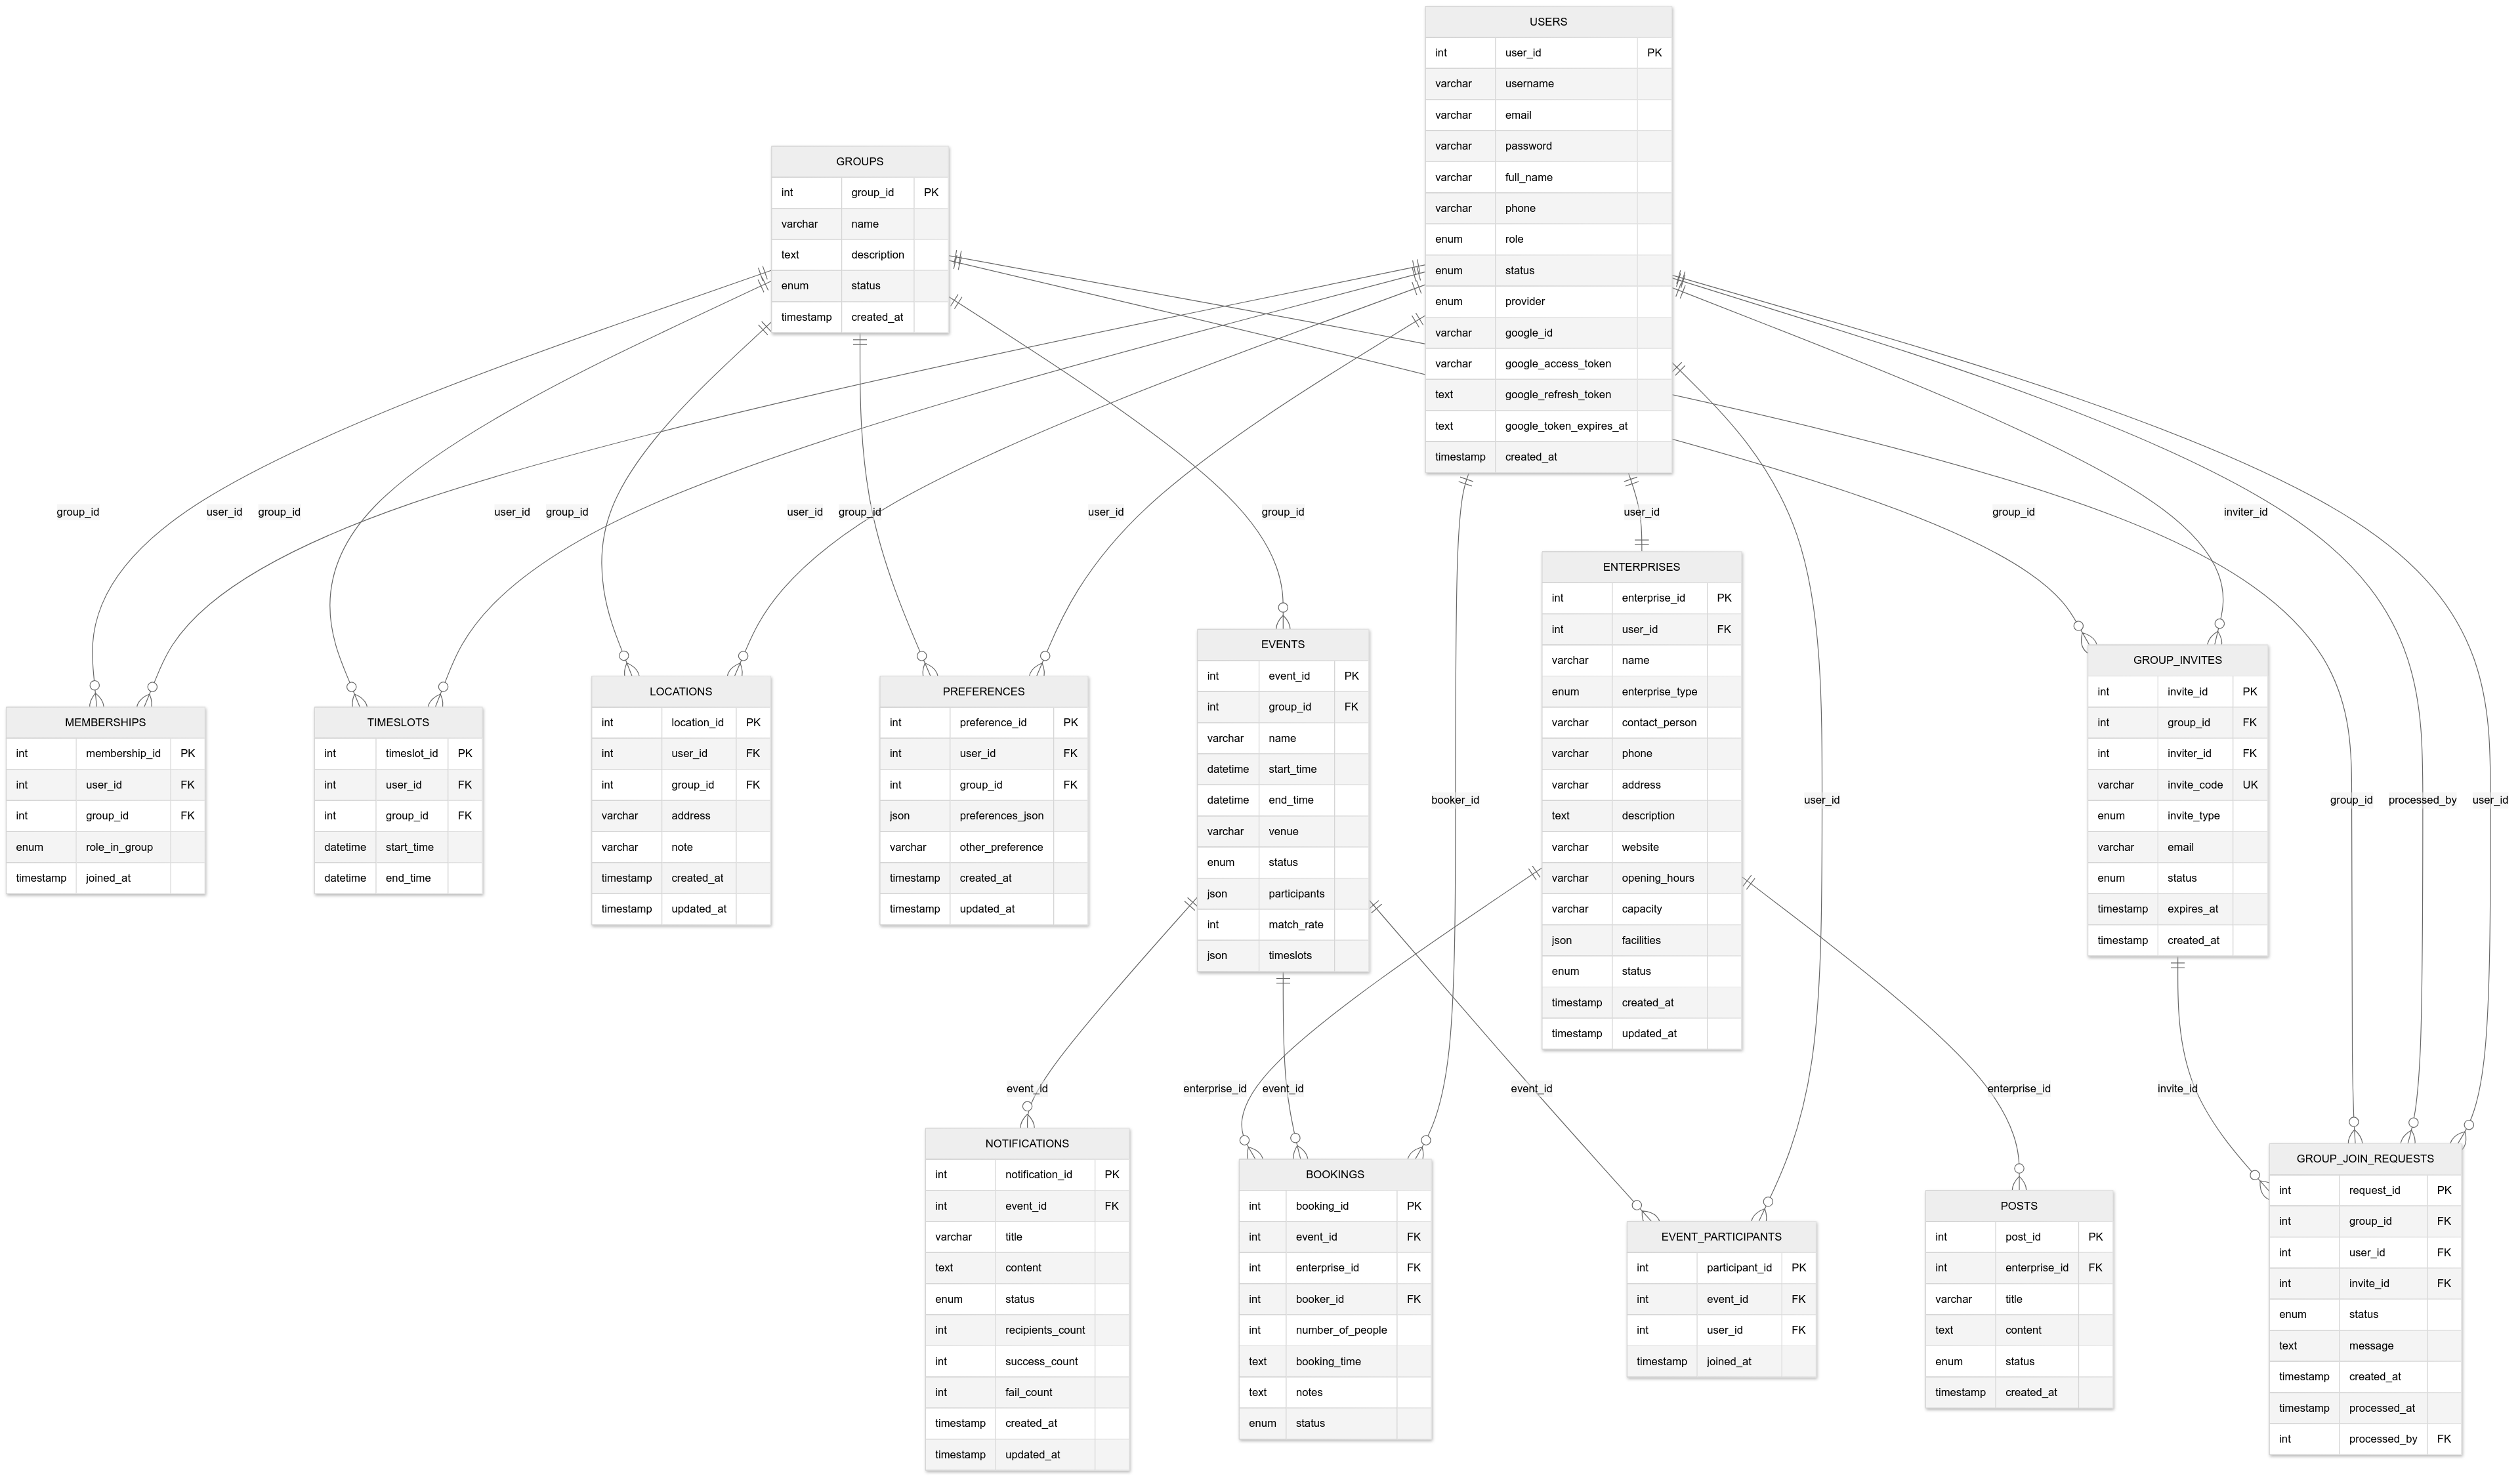 USERS
int user_id PK
varchar username
varchar email
varchar password
varchar full_name
varchar phone
enum role
enum status
enum provider
varchar google_id
varchar google_access_token
text google_refresh_token
text google_token_expires_at
timestamp created_at
GROUPS
int group_id PK
varchar name
text description
enum status
timestamp created_at
group_id
user_id
group_id
user_id
group_id
user_id
group_id
user_id
group_id
user_id
group_id
inviter_id
ENTERPRISES
int enterprise_id PK
int user_id FK
varchar name
enum enterprise_type
varchar contact_person
varchar phone
varchar address
text description
varchar website
varchar opening_hours
varchar capacity
json facilities
enum status
timestamp created_at
timestamp updated_at
EVENTS
int event_id PK
int group_id FK
varchar name
datetime start_time
datetime end_time
varchar venue
enum status
json participants
int match_rate
json timeslots
GROUP_INVITES
int invite_id PK
int group_id FK
int inviter_id FK
varchar invite_code UK
enum invite_type
varchar email
enum status
timestamp expires_at
timestamp created_at
LOCATIONS
int location_id PK
int user_id FK
int group_id FK
varchar address
varchar note
timestamp created_at
timestamp updated_at
PREFERENCES
int preference_id PK
int user_id FK
int group_id FK
json preferences_json
varchar other_preference
timestamp created_at
timestamp updated_at
MEMBERSHIPS
int membership_id PK
int user_id FK
int group_id FK
enum role_in_group
timestamp joined_at
TIMESLOTS
int timeslot_id PK
int user_id FK
int group_id FK
datetime start_time
datetime end_time
booker_id
user_id
group_id
processed_by
user_id
event_id
enterprise_id
event_id
event_id
enterprise_id
invite_id
NOTIFICATIONS
int notification_id PK
int event_id FK
varchar title
text content
enum status
int recipients_count
int success_count
int fail_count
timestamp created_at
timestamp updated_at
BOOKINGS
int booking_id PK
int event_id FK
int enterprise_id FK
int booker_id FK
int number_of_people
text booking_time
text notes
enum status
EVENT_PARTICIPANTS
int participant_id PK
int event_id FK
int user_id FK
timestamp joined_at
POSTS
int post_id PK
int enterprise_id FK
varchar title
text content
enum status
timestamp created_at
GROUP_JOIN_REQUESTS
int request_id PK
int group_id FK
int user_id FK
int invite_id FK
enum status
text message
timestamp created_at
timestamp processed_at
int processed_by FK